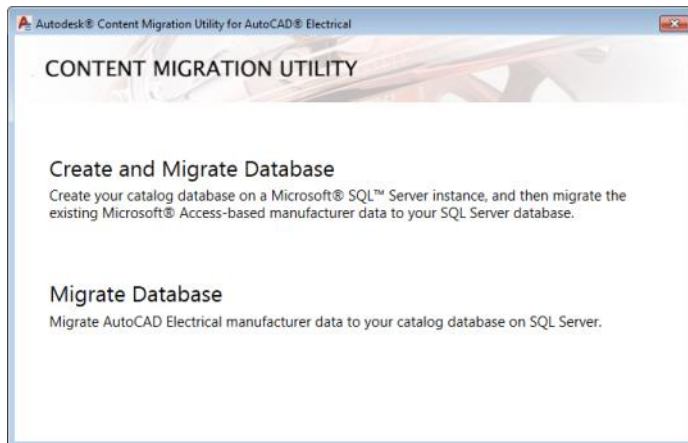 Autodesk® Content Migration Utility for AutoCAD® Electrical
CONTENT MIGRATION UTILITY
Create and Migrate Database
Create your catalog database on a Microsoft® SQL™ Server instance, and then migrate the
existing Microsoft® Access-based manufacturer data to your SQL Server database.
Migrate Database
Migrate AutoCAD Electrical manufacturer data to your catalog database on SQL Server.